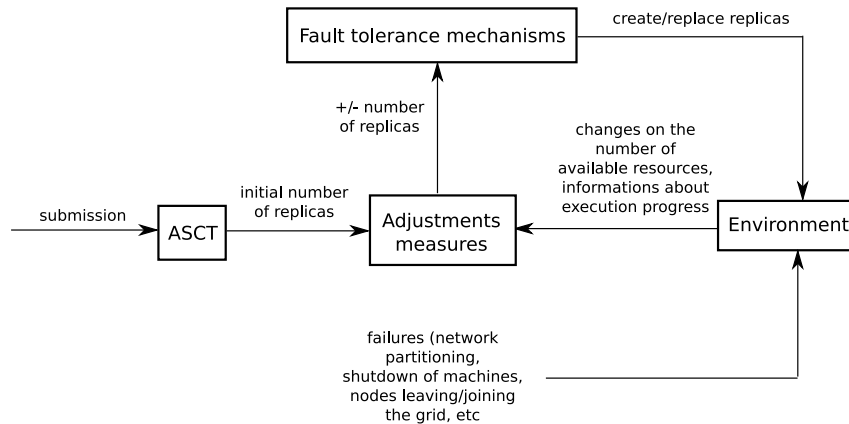 create/replace replicas
Fault tolerance mechanisms
+/- number
of replicas
changes on the
number of
available resources,
informations about
execution progress
initial number
of replicas
submission
ASCT
Adjustments
measures
Environment
failures (network
partitioning,
shutdown of machines,
nodes leaving/joining
the grid, etc